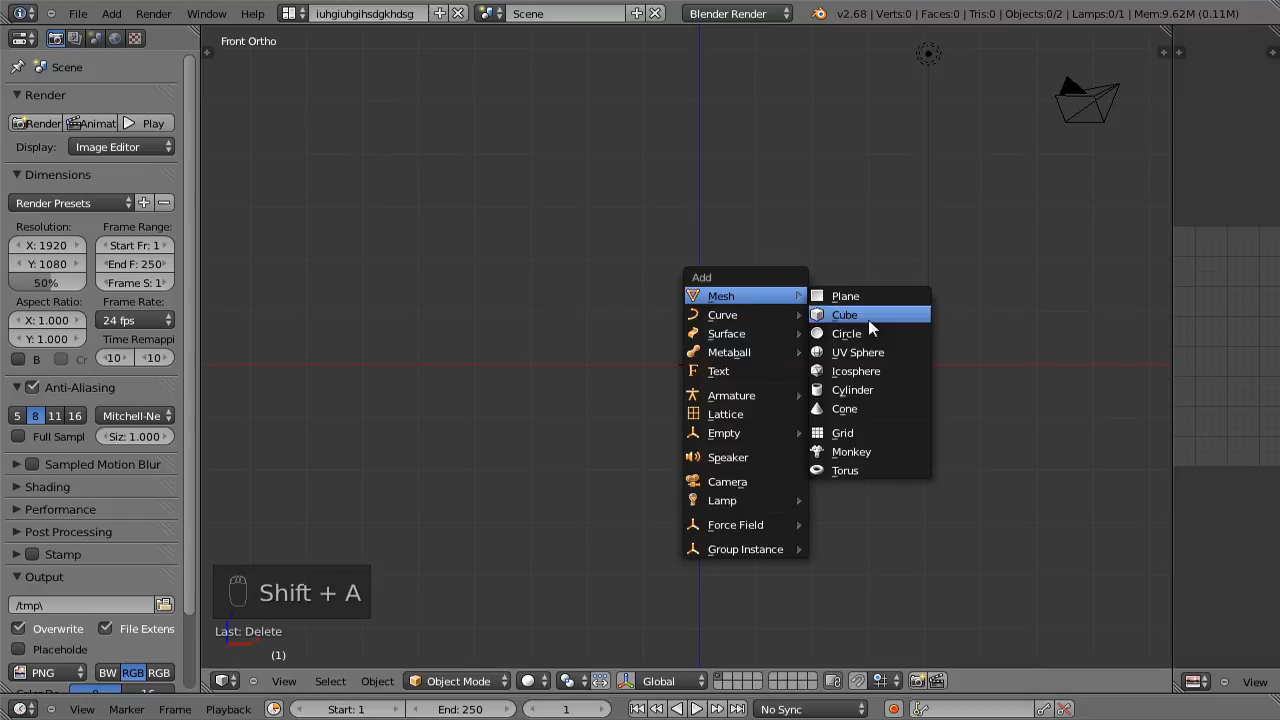 File Add Render Window Help iuhgiughihsdgkhdsg Scene Blender Render v2.68 | Verts:0 | Faces:0 | Tris:0 | Objects:0/2 | Lamps:0/1 | Mem:9.62M (0.11M)
Front Ortho
Scene
Render
Render Animat Play
Display: Image Editor
Dimensions
Render Presets
Resolution: Frame Range:
X: 1920 Start Fr: 1
Y: 1080 End F: 250
50% Frame S: 1
Aspect Ratio: Frame Rate:
X: 1.000 24 fps
Y: 1.000 Time Remappi
B Cr 10 10
Anti-Aliasing
5 8 11 16 Mitchell-Ne
Full Sampl Siz: 1.000
Sampled Motion Blur
Shading
Performance
Post Processing
Stamp
Output
/tmp\
Overwrite File Extens
Placeholde
PNG BW RGB RGB
Add
Mesh
Curve
Surface
Metaball
Text
Armature
Lattice
Empty
Speaker
Camera
Lamp
Force Field
Group Instance
Plane
Cube
Circle
UV Sphere
Icosphere
Cylinder
Cone
Grid
Monkey
Torus
Shift + A
Last: Delete
(1)
View Select Object Object Mode Global View
View Marker Frame Playback Start: 1 End: 250 1 No Sync